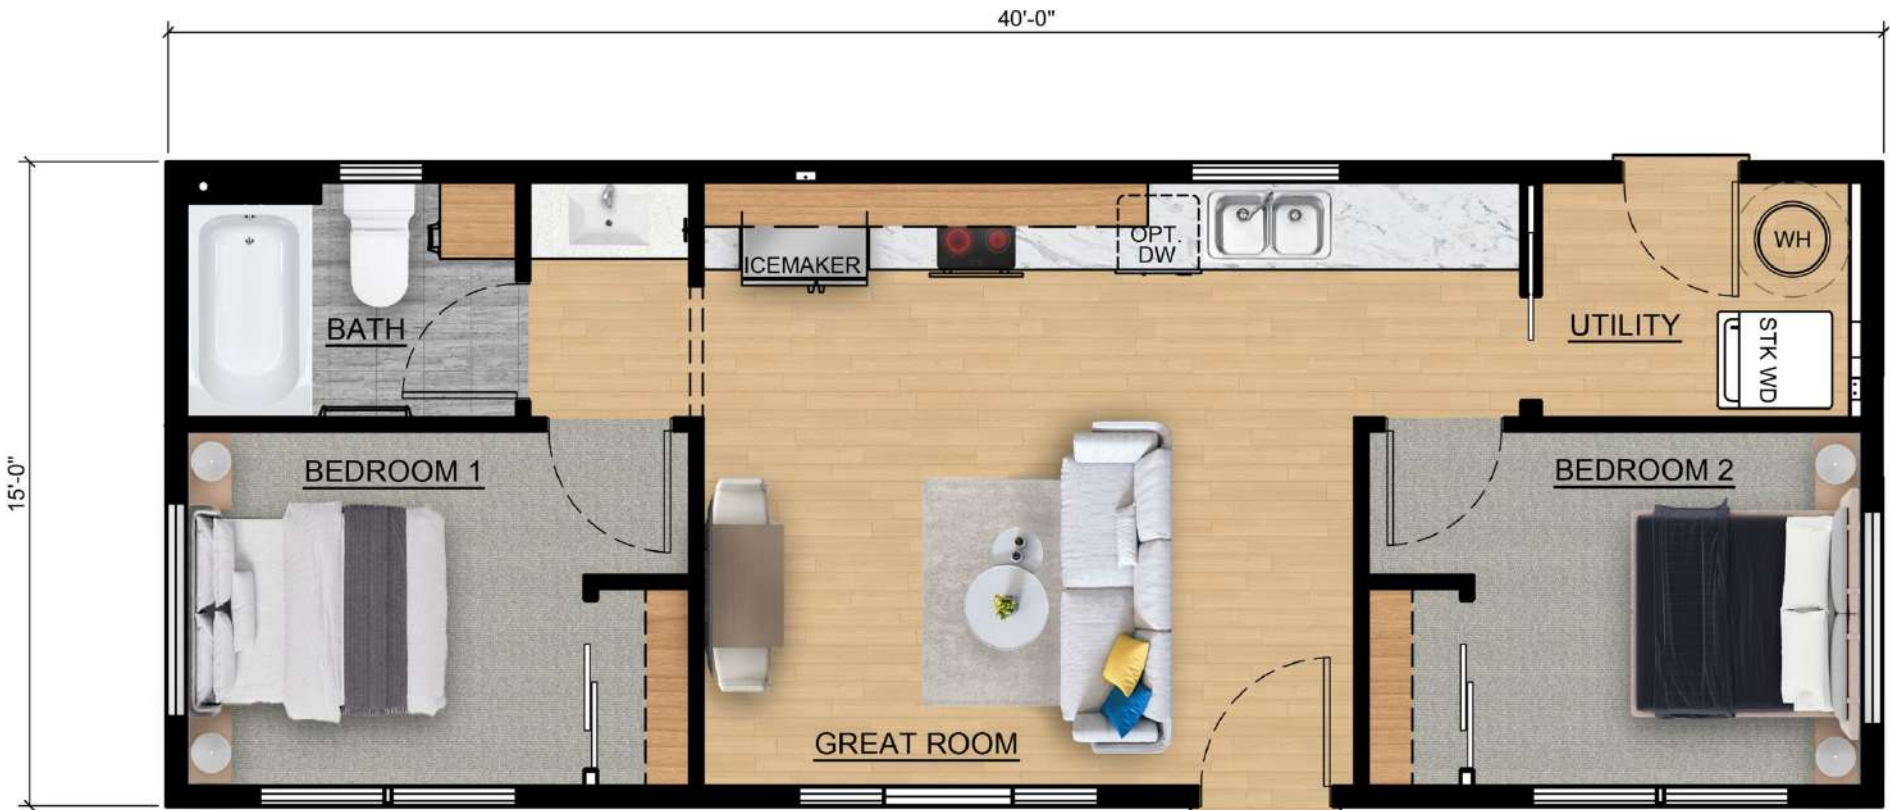 40'-0"
15'-0"
ICEMAKER
OPT.
DW
WH
BATH
UTILITY
STK WD
BEDROOM 1
BEDROOM 2
GREAT ROOM